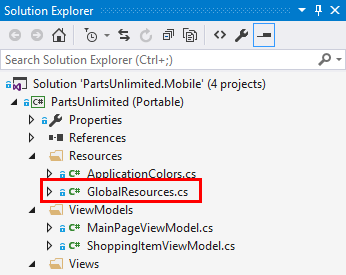 Solution Explorer
Search Solution Explorer (Ctrl+;)
Solution 'PartsUnlimited.Mobile' (4 projects)
C# PartsUnlimited (Portable)
Properties
References
Resources
C# ApplicationColors.cs
C# GlobalResources.cs
ViewModels
C# MainPageViewModel.cs
C# ShoppingItemViewModel.cs
Views